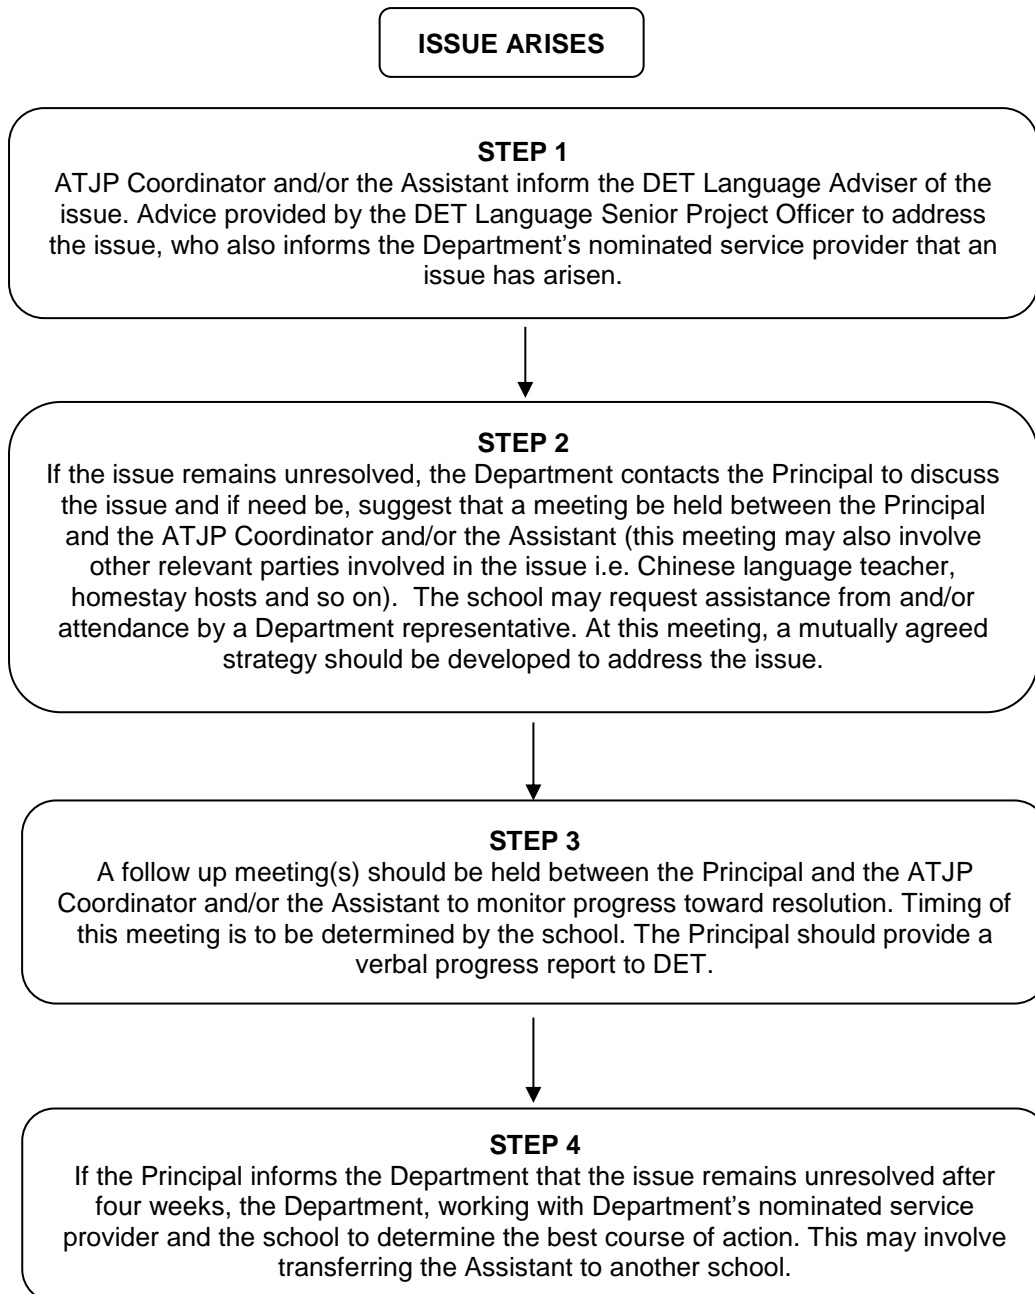 ISSUE ARISES
STEP 1
ATJP Coordinator and/or the Assistant inform the DET Language Adviser of the
issue. Advice provided by the DET Language Senior Project Officer to address
the issue, who also informs the Department’s nominated service provider that an
issue has arisen.
STEP 2
If the issue remains unresolved, the Department contacts the Principal to discuss
the issue and if need be, suggest that a meeting be held between the Principal
and the ATJP Coordinator and/or the Assistant (this meeting may also involve
other relevant parties involved in the issue i.e. Chinese language teacher,
homestay hosts and so on).  The school may request assistance from and/or
attendance by a Department representative. At this meeting, a mutually agreed
strategy should be developed to address the issue.
STEP 3
A follow up meeting(s) should be held between the Principal and the ATJP
Coordinator and/or the Assistant to monitor progress toward resolution. Timing of
this meeting is to be determined by the school. The Principal should provide a
verbal progress report to DET.
STEP 4
If the Principal informs the Department that the issue remains unresolved after
four weeks, the Department, working with Department’s nominated service
provider and the school to determine the best course of action. This may involve
transferring the Assistant to another school.